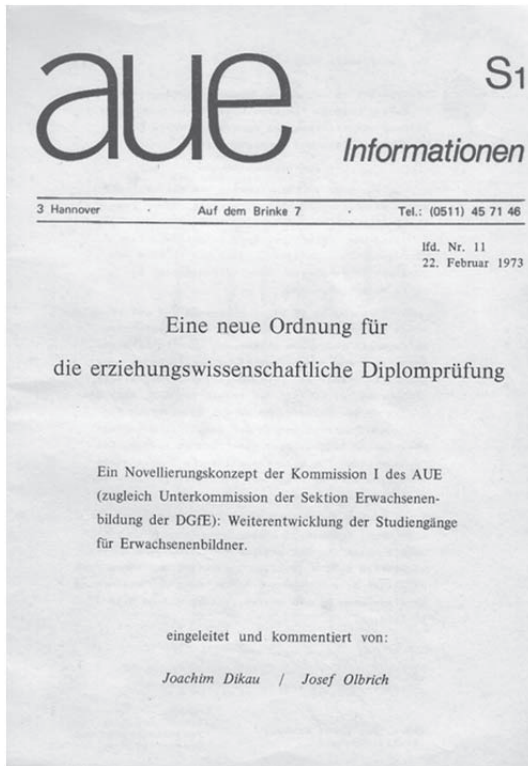 aue
S1
Informationen
3 Hannover · Auf dem Brinke 7 · Tel.: (0511) 45 71 46
lfd. Nr. 11
22. Februar 1973
Eine neue Ordnung für
die erziehungswissenschaftliche Diplomprüfung
Ein Novellierungskonzept der Kommission I des AUE
(zugleich Unterkommission der Sektion Erwachsenen-
bildung der DGfE): Weiterentwicklung der Studiengänge
für Erwachsenenbildner.
eingeleitet und kommentiert von:
Joachim Dikau / Josef Olbrich